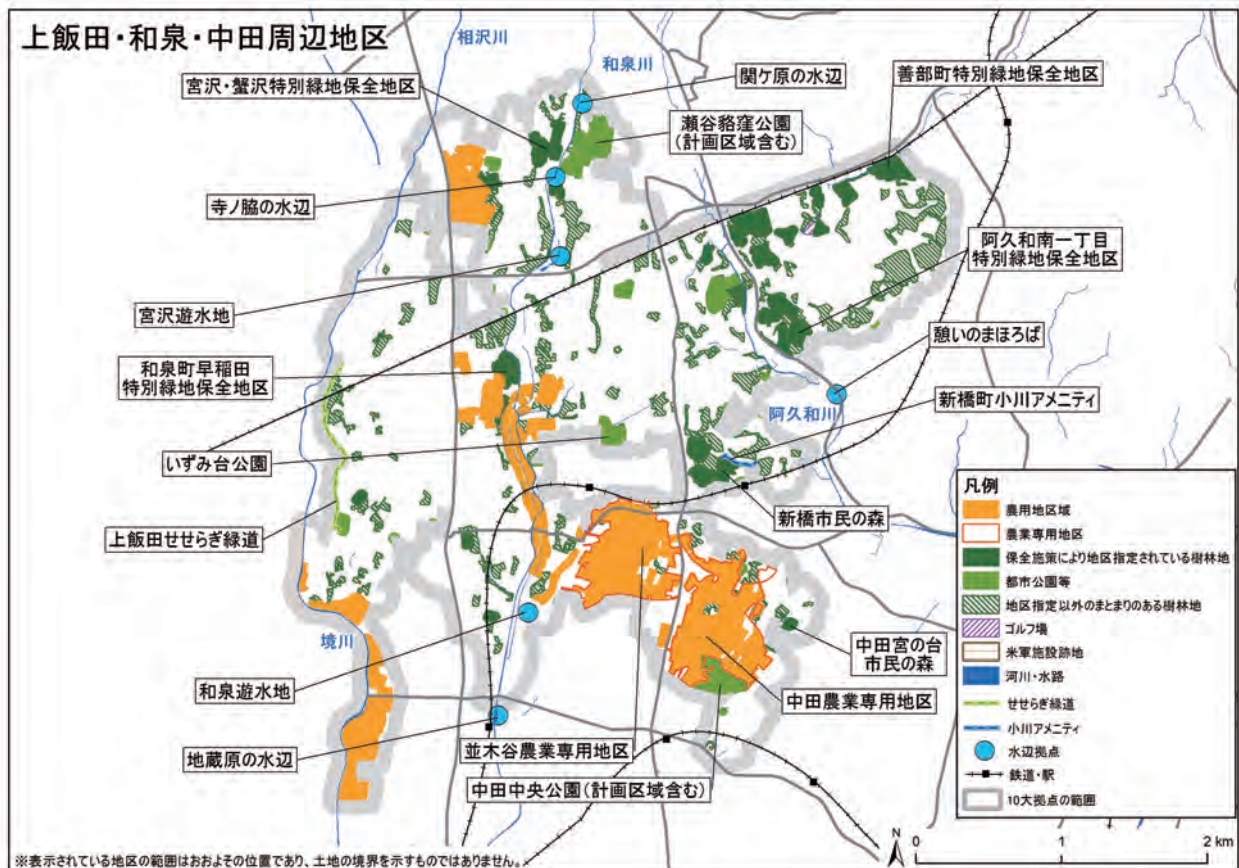 上飯田・和泉・中田周辺地区
相沢川
和泉川
宮沢・蟹沢特別緑地保全地区
関ケ原の水辺
善部町特別緑地保全地区
瀬谷貉窪公園
(計画区域含む)
寺ノ脇の水辺
阿久和南一丁目
特別緑地保全地区
宮沢遊水地
憩いのまほろば
和泉町早稲田
特別緑地保全地区
阿久和川
新橋町小川アメニティ
いずみ台公園
新橋市民の森
上飯田せせらぎ緑道
境川
中田宮の台
市民の森
和泉遊水地
中田農業専用地区
地蔵原の水辺
並木谷農業専用地区
中田中央公園(計画区域含む)
凡例
農用地区域
農業専用地区
保全施策により地区指定されている樹林地
都市公園等
地区指定以外のまとまりのある樹林地
ゴルフ場
米軍施設跡地
河川・水路
せせらぎ緑道
小川アメニティ
水辺拠点
鉄道・駅
10大拠点の範囲
N
0 1 2 km
※表示されている地区の範囲はおおよその位置であり、土地の境界を示すものではありません。